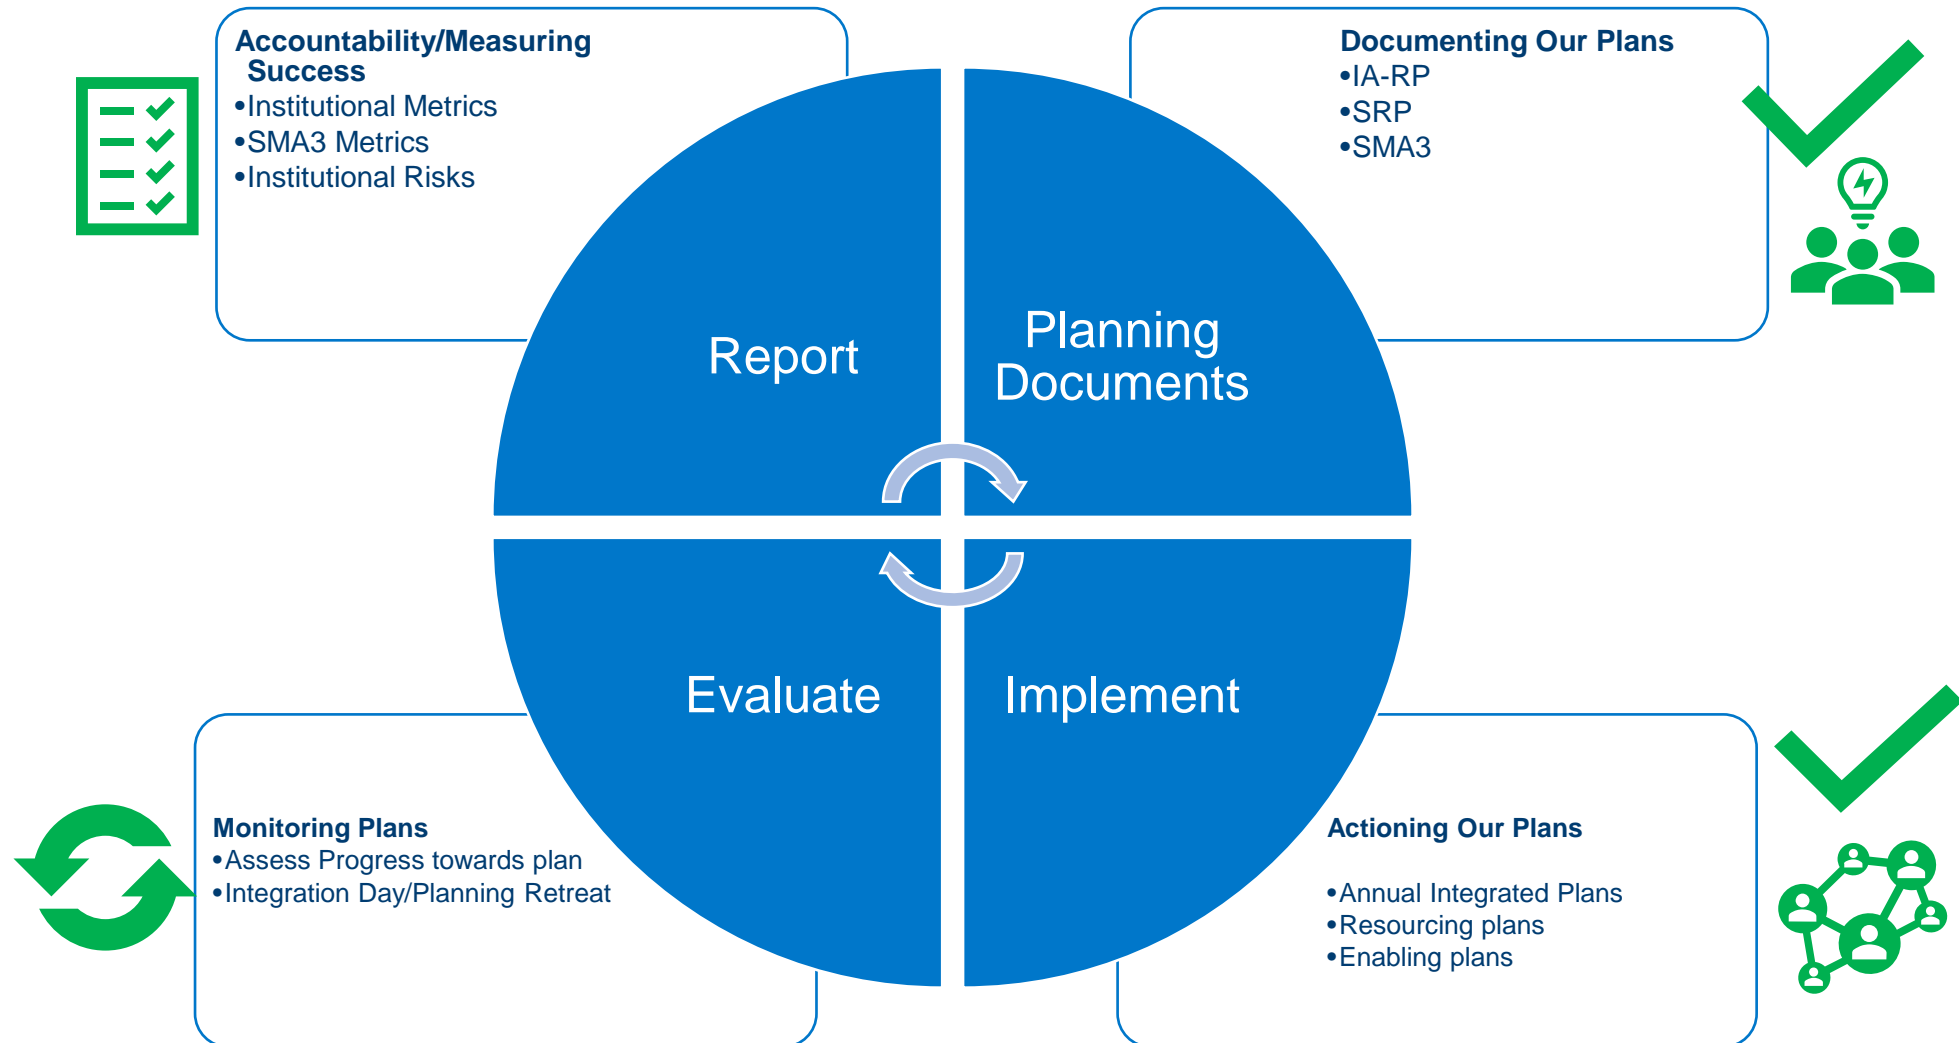 Accountability/Measuring
Success
•Institutional Metrics
•SMA3 Metrics
•Institutional Risks
Documenting Our Plans
•IA-RP
•SRP
•SMA3
Report
Planning
Documents
Evaluate
Implement
Monitoring Plans
•Assess Progress towards plan
•Integration Day/Planning Retreat
Actioning Our Plans
•Annual Integrated Plans
•Resourcing plans
•Enabling plans